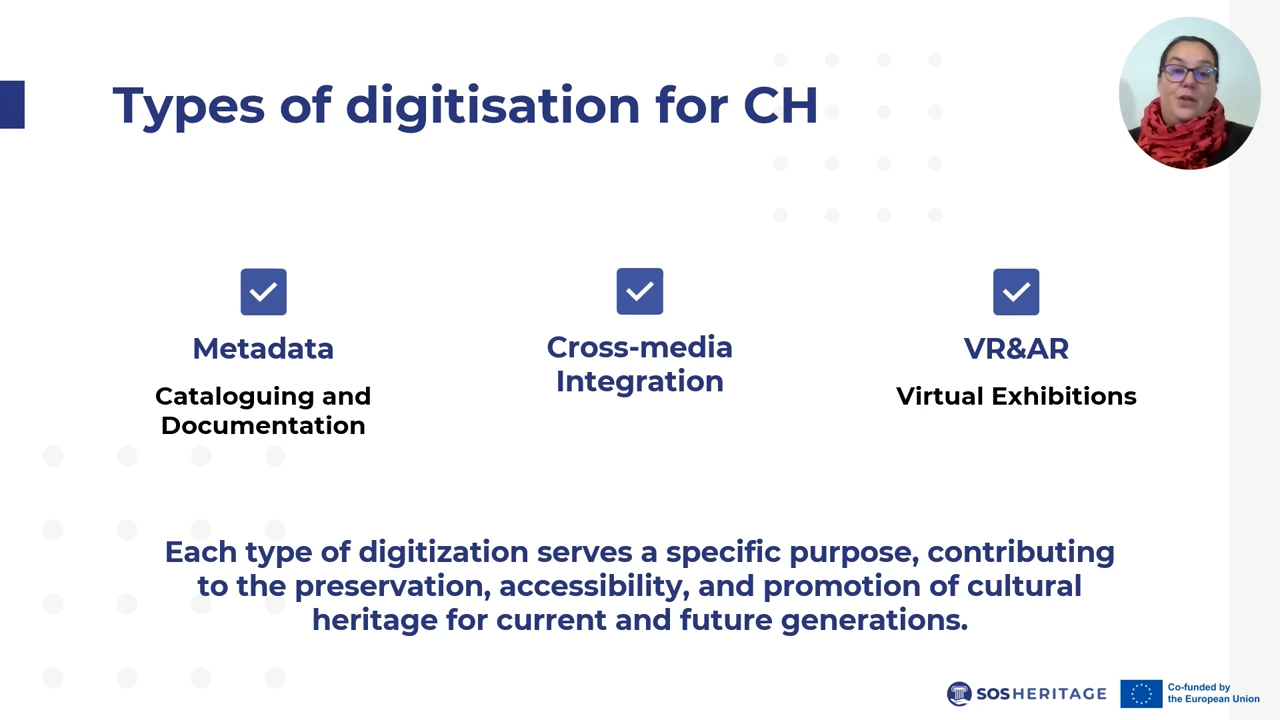 Types of digitisation for CH
Metadata
Cataloguing and
Documentation
Cross-media
Integration
VR&AR
Virtual Exhibitions
Each type of digitization serves a specific purpose, contributing
to the preservation, accessibility, and promotion of cultural
heritage for current and future generations.
SOSHERITAGE
Co-funded by
the European Union